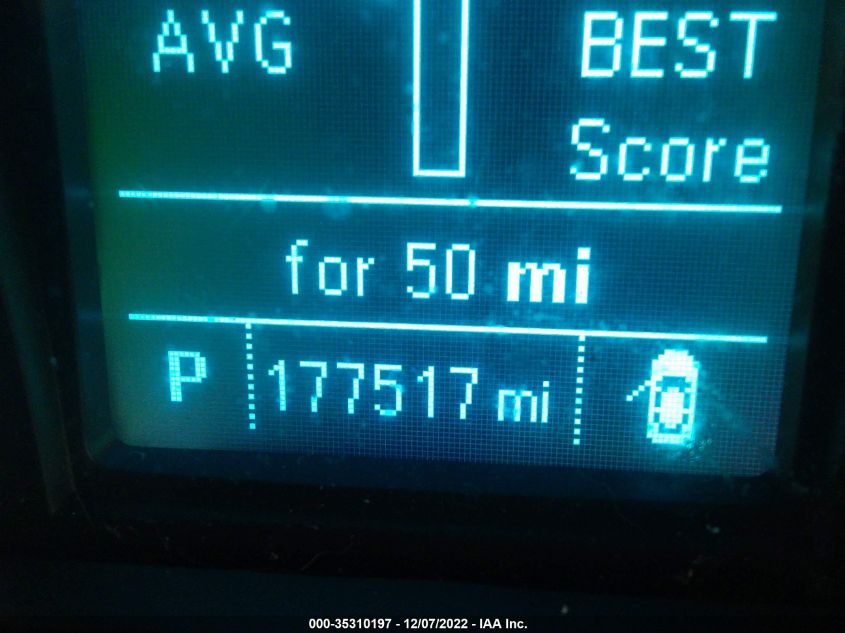 AVG BEST
Score
for 50 mi
P 177517 mi
000-35310197 - 12/07/2022 - IAA Inc.